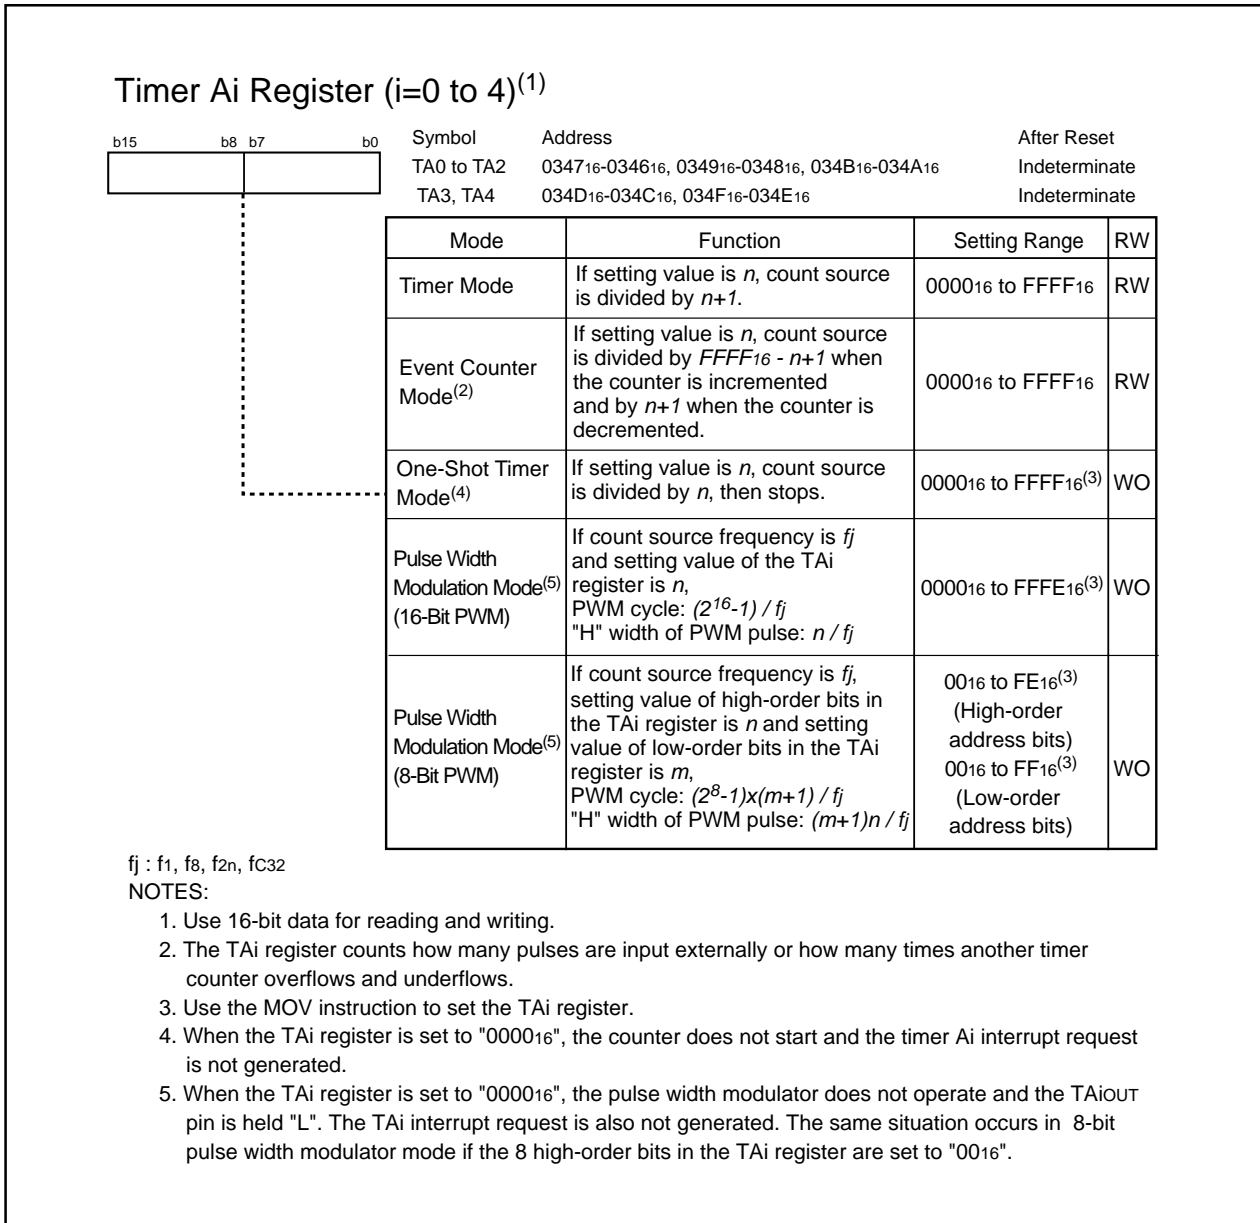 Timer Ai Register (i=0 to 4)(1)
b15 b8 b7 b0
Symbol Address After Reset
TA0 to TA2 034716-034616, 034916-034816, 034B16-034A16 Indeterminate
TA3, TA4 034D16-034C16, 034F16-034E16 Indeterminate
Mode Function Setting Range RW
Timer Mode
If setting value is n, count source
is divided by n+1.
000016 to FFFF16 RW
Event Counter
Mode(2)
If setting value is n, count source
is divided by FFFF16 - n+1 when
the counter is incremented
and by n+1 when the counter is
decremented.
000016 to FFFF16 RW
One-Shot Timer
Mode(4)
If setting value is n, count source
is divided by n, then stops.
000016 to FFFF16(3) WO
Pulse Width
Modulation Mode(5)
(16-Bit PWM)
If count source frequency is fj
and setting value of the TAi
register is n,
PWM cycle: (216-1) / fj
"H" width of PWM pulse: n / fj
000016 to FFFE16(3) WO
Pulse Width
Modulation Mode(5)
(8-Bit PWM)
If count source frequency is fj,
setting value of high-order bits in
the TAi register is n and setting
value of low-order bits in the TAi
register is m,
PWM cycle: (28-1)x(m+1) / fj
"H" width of PWM pulse: (m+1)n / fj
0016 to FE16(3)
(High-order
address bits)
0016 to FF16(3)
(Low-order
address bits)
WO
fj : f1, f8, f2n, fC32
NOTES:
1. Use 16-bit data for reading and writing.
2. The TAi register counts how many pulses are input externally or how many times another timer
counter overflows and underflows.
3. Use the MOV instruction to set the TAi register.
4. When the TAi register is set to "000016", the counter does not start and the timer Ai interrupt request
is not generated.
5. When the TAi register is set to "000016", the pulse width modulator does not operate and the TAiOUT
pin is held "L". The TAi interrupt request is also not generated. The same situation occurs in 8-bit
pulse width modulator mode if the 8 high-order bits in the TAi register are set to "0016".